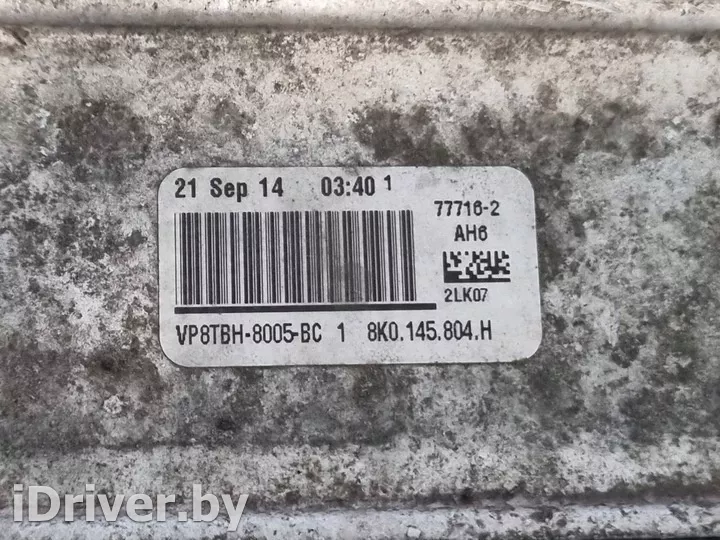 21 Sep 14 03:40 1
77716-2
AH6
2LK07
VP8TBH-8005-BC 1 8K0.145.804.H
iDriver.by